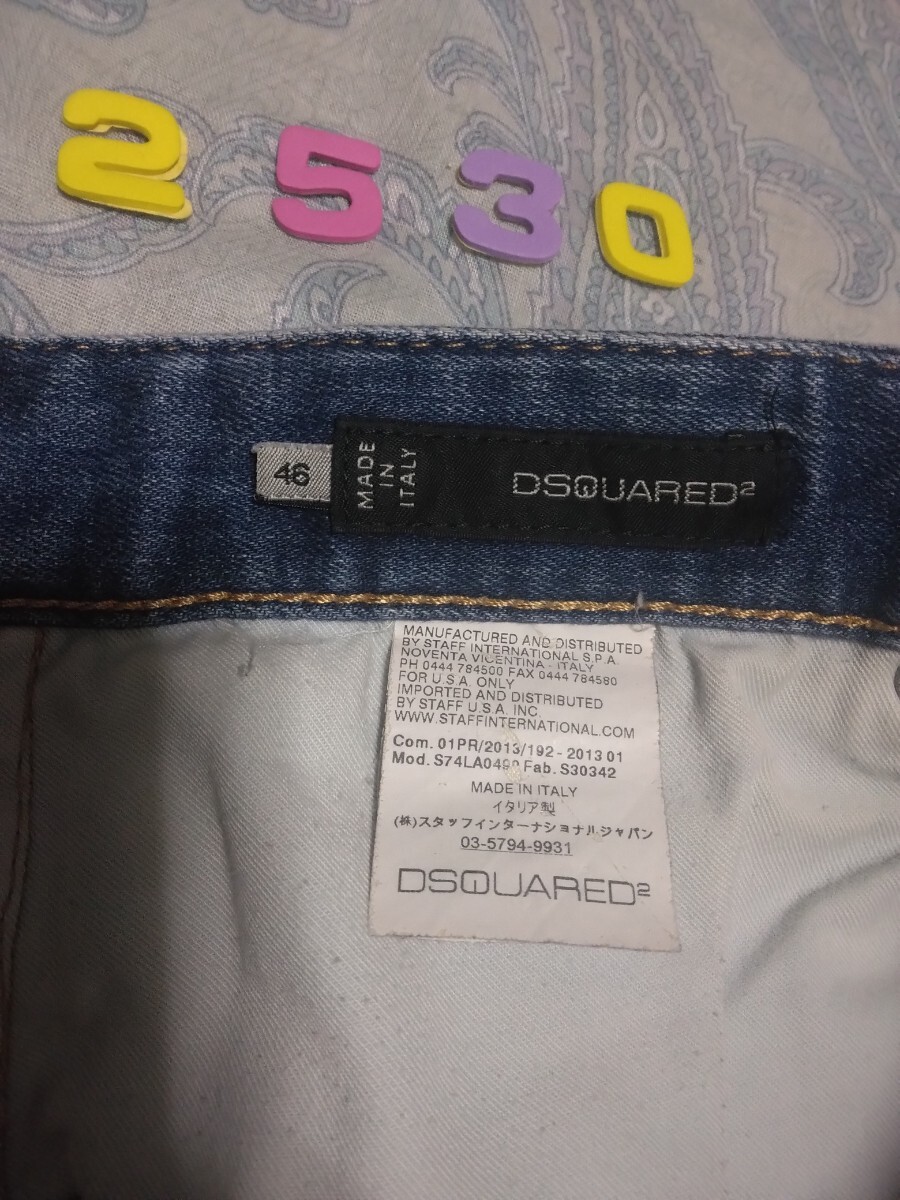 2530
46
MADE
IN
ITALY
DSQUARED2
MANUFACTURED AND DISTRIBUTED
BY STAFF INTERNATIONAL S.P.A.
NOVENTA VICENTINA - ITALY
PH 0444 784500 FAX 0444 784580
FOR U.S.A. ONLY
IMPORTED AND DISTRIBUTED
BY STAFF U.S.A. INC.
WWW.STAFFINTERNATIONAL.COM
Com. 01PR/2013/192 - 2013 01
Mod. Fab. S30342
MADE IN ITALY
イタリア製
(株)スタッフインターナショナルジャパン
03-5794-9931
DSQUARED2